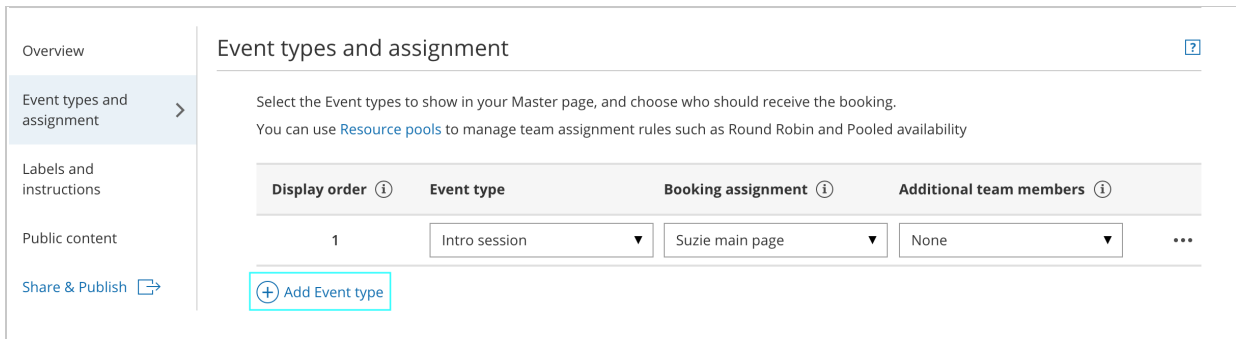 Overview
Event types and assignment
?
Event types and
assignment
Select the Event types to show in your Master page, and choose who should receive the booking.
You can use Resource pools to manage team assignment rules such as Round Robin and Pooled availability
Labels and
instructions
Display order i Event type Booking assignment i Additional team members i
Public content
1 Intro session Suzie main page None
Share & Publish
Add Event type